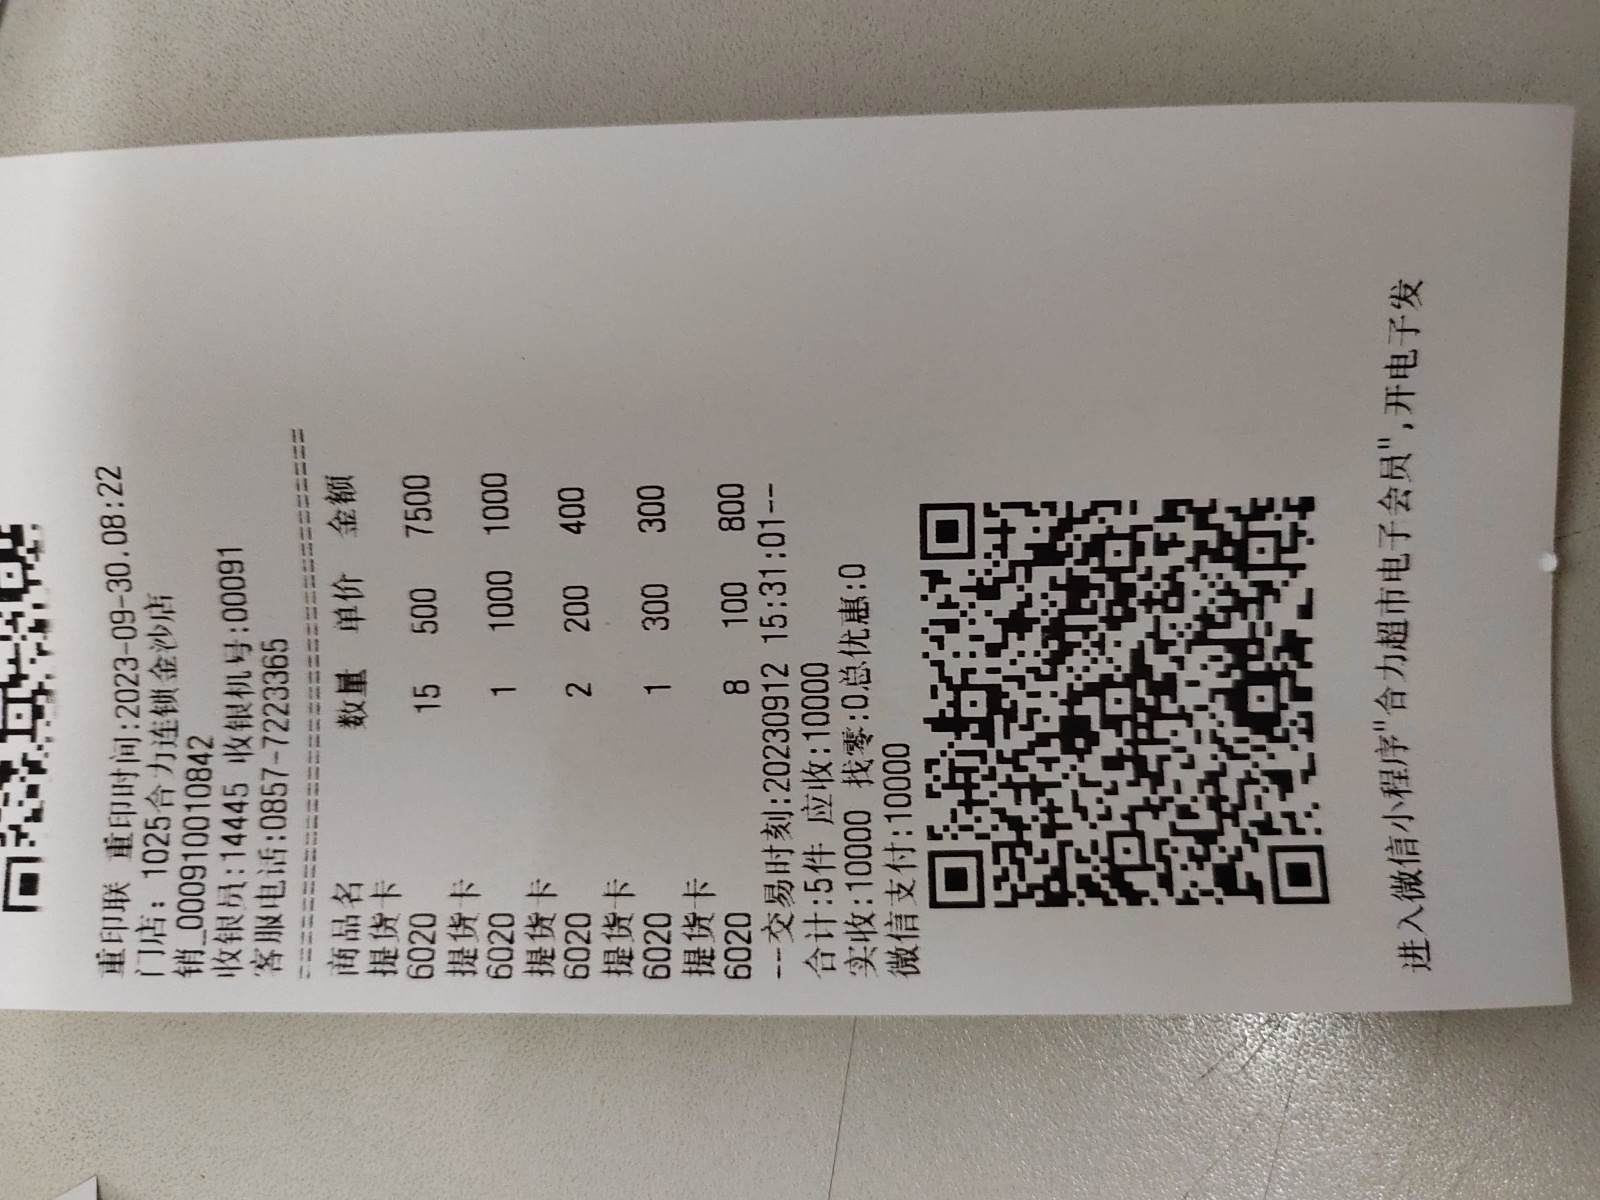 重印联 重印时间:2023-09-30.08:22
门店: 1025合力连锁金沙店
销_0009100110842
收银员:144445 收银机号:00091
客服电话:0857-7223365
商品名 数量 单价 金额
提货卡
6020 15 500 7500
提货卡
6020 1 1000 1000
提货卡
6020 2 200 400
提货卡
6020 1 300 300
提货卡
6020 8 100 800
--交易时刻:20230912 15:31:01--
合计:5件 应收:10000
实收:10000 找零:0总优惠:0
微信支付:10000
进入微信小程序"合力超市电子会员",开电子发